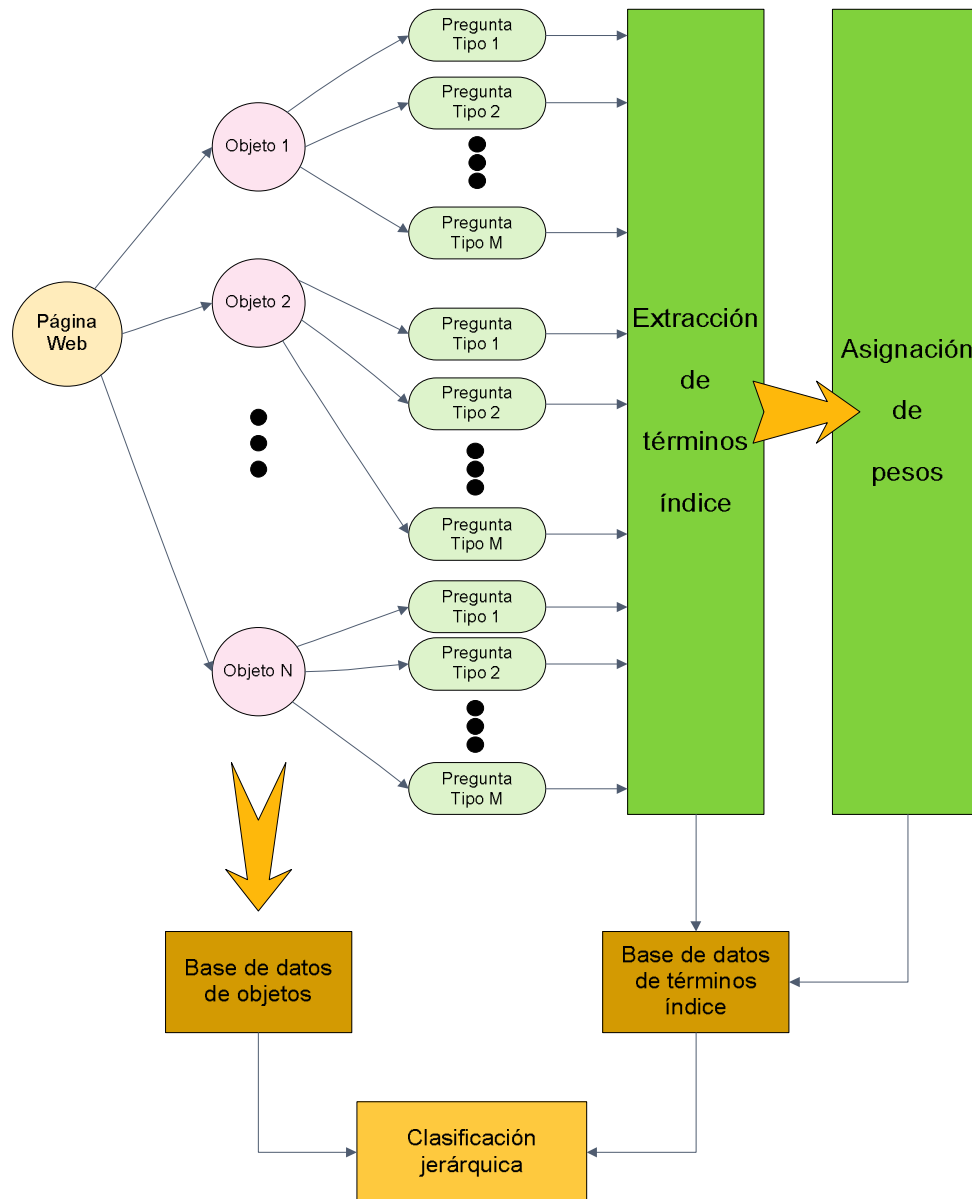 Pregunta
Tipo 1
Pregunta
Tipo 2
Objeto 1
Pregunta
Tipo M
Objeto 2
Página
Web
Pregunta
Tipo 1
Pregunta
Tipo 2
Pregunta
Tipo M
Pregunta
Tipo 1
Pregunta
Tipo 2
Objeto N
Pregunta
Tipo M
Extracción
de
términos
índice
Asignación
de
pesos
Base de datos
de objetos
Base de datos
de términos
índice
Clasificación
jerárquica